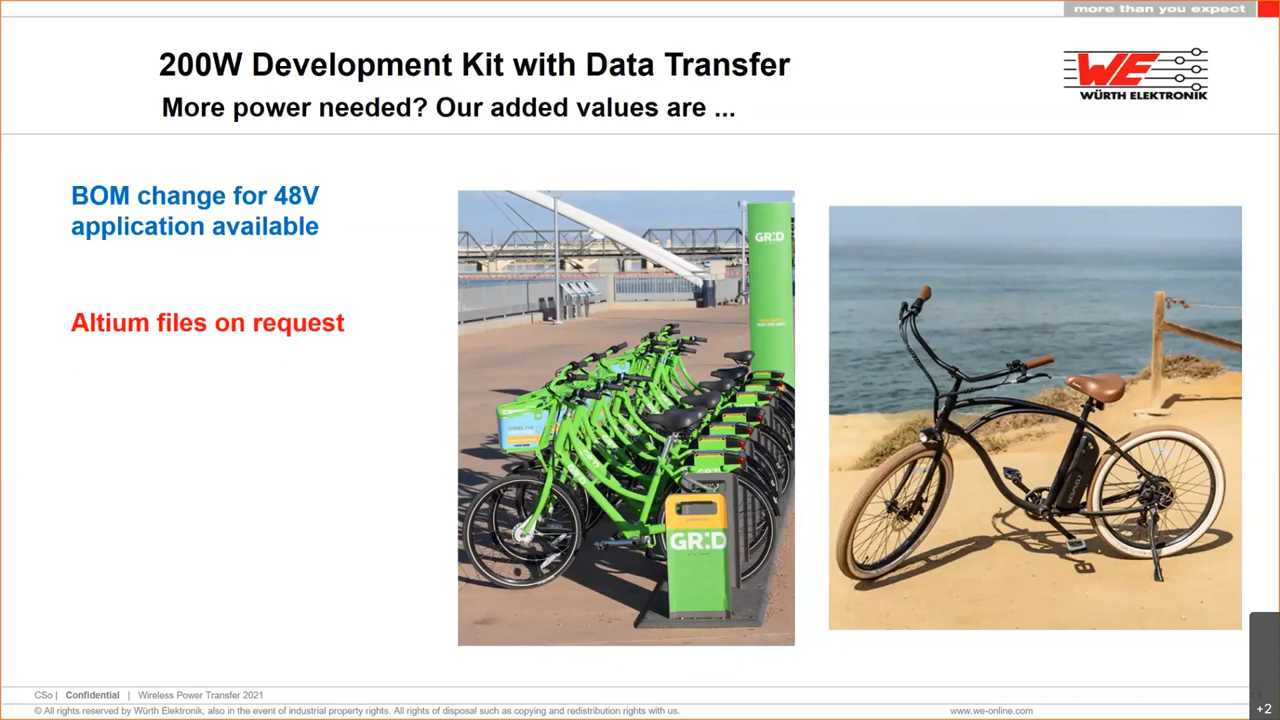 more than you expect
200W Development Kit with Data Transfer
More power needed? Our added values are ...
WE
WÜRTH ELEKTRONIK
BOM change for 48V
application available
Altium files on request
GR:D
GR:D
CSo | Confidential | Wireless Power Transfer 2021
© All rights reserved by Würth Elektronik, also in the event of industrial property rights. All rights of disposal such as copying and redistribution rights with us.
www.we-online.com
+2